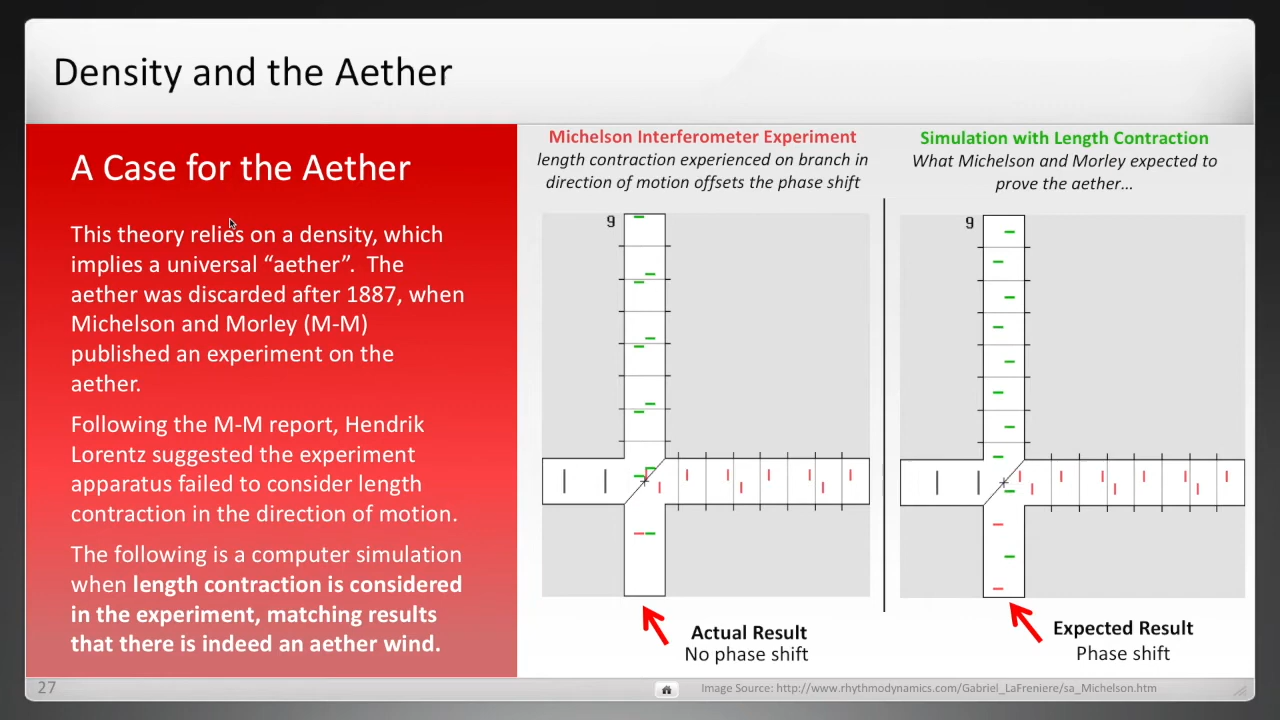 Density and the Aether
A Case for the Aether
This theory relies on a density, which
implies a universal “aether”. The
aether was discarded after 1887, when
Michelson and Morley (M-M)
published an experiment on the
aether.
Following the M-M report, Hendrik
Lorentz suggested the experiment
apparatus failed to consider length
contraction in the direction of motion.
The following is a computer simulation
when length contraction is considered
in the experiment, matching results
that there is indeed an aether wind.
Michelson Interferometer Experiment
length contraction experienced on branch in
direction of motion offsets the phase shift
9
Actual Result
No phase shift
Simulation with Length Contraction
What Michelson and Morley expected to
prove the aether...
9
Expected Result
Phase shift
27
Image Source: http://www.rhythmodynamics.com/Gabriel_LaFreniere/sa_Michelson.htm